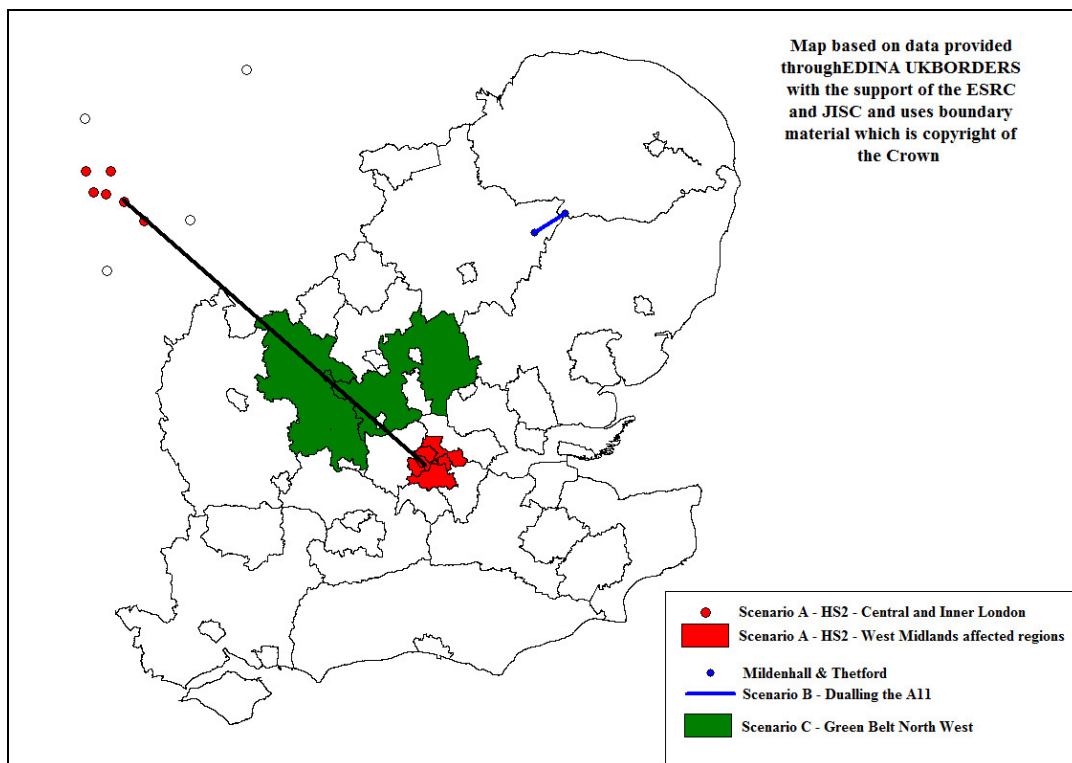 Map based on data provided
throughEDINA UKBORDERS
with the support of the ESRC
and JISC and uses boundary
material which is copyright of
the Crown
Scenario A - HS2 - Central and Inner London
Scenario A - HS2 - West Midlands affected regions
Mildenhall & Thetford
Scenario B - Dualling the A11
Scenario C - Green Belt North West